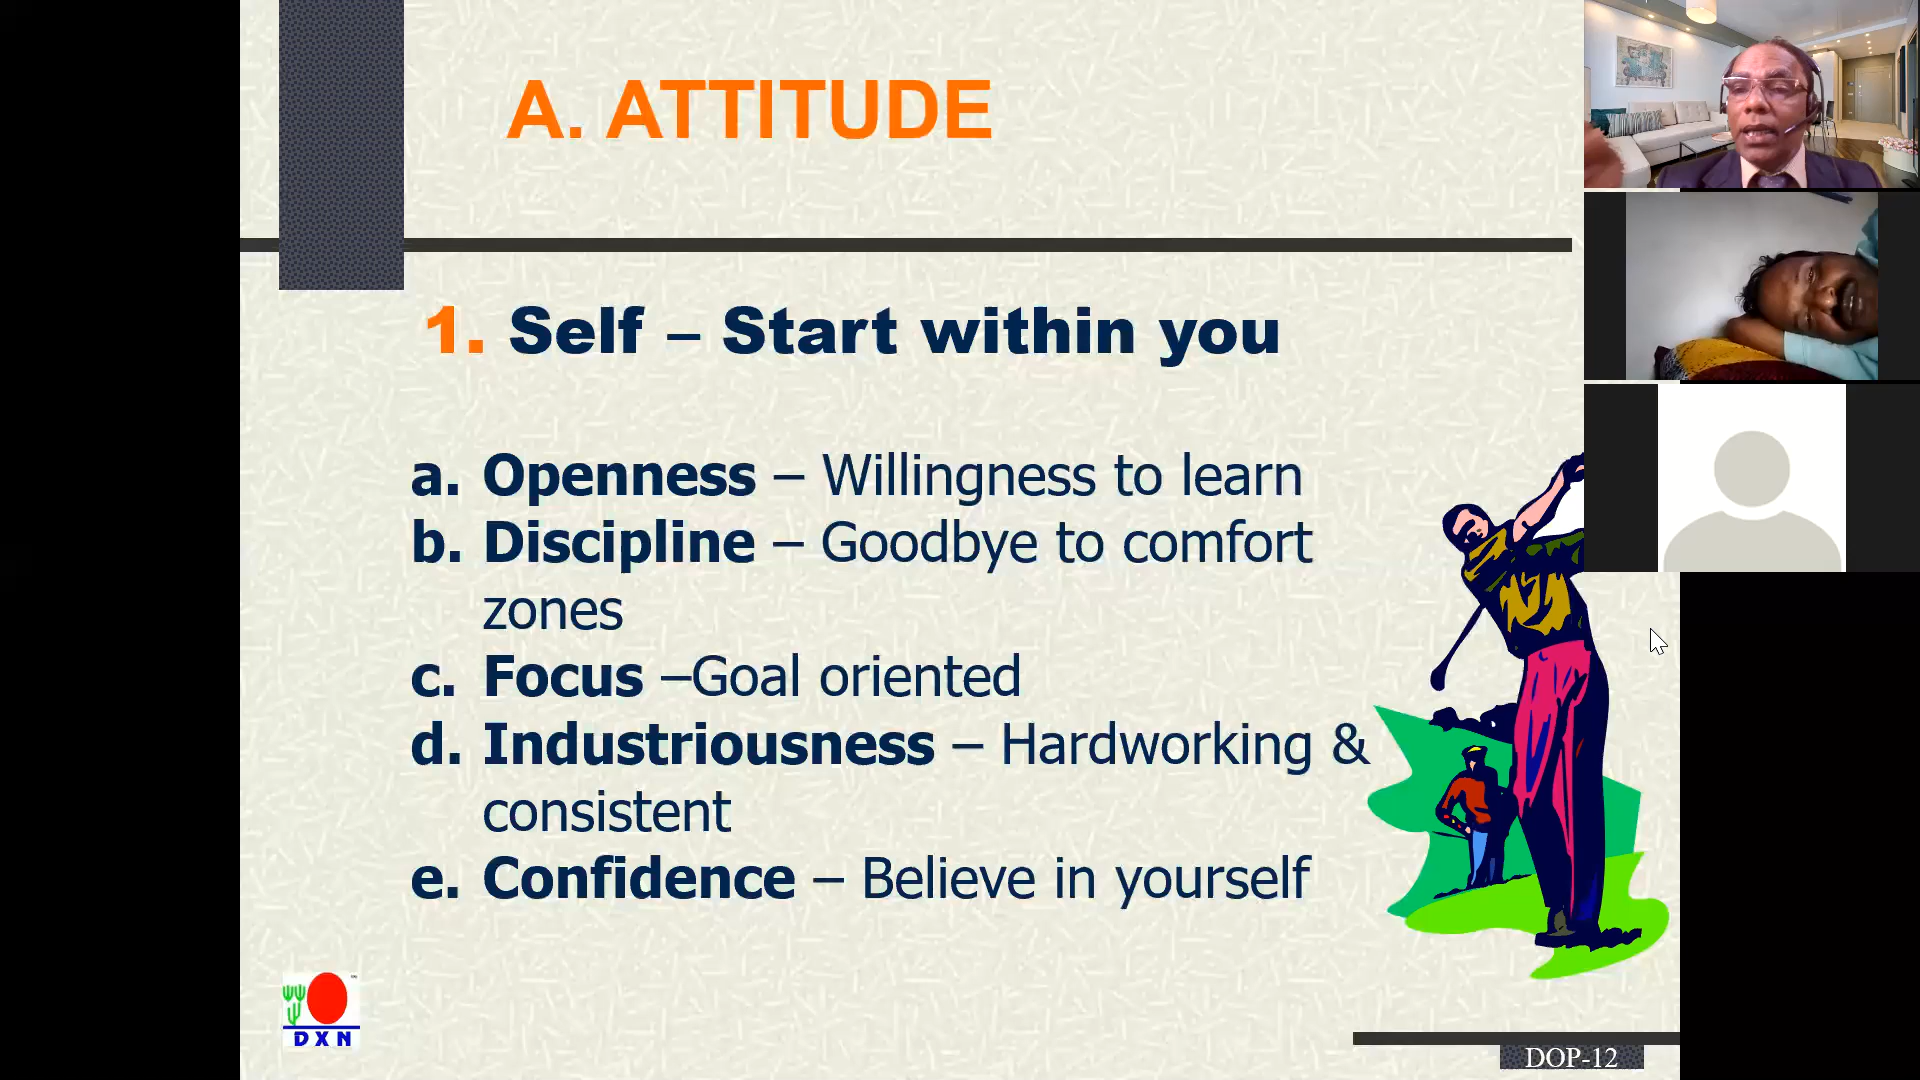 A. ATTITUDE
1. Self – Start within you
a. Openness – Willingness to learn
b. Discipline – Goodbye to comfort
zones
c. Focus –Goal oriented
d. Industriousness – Hardworking &
consistent
e. Confidence – Believe in yourself
DXN
DOP-12